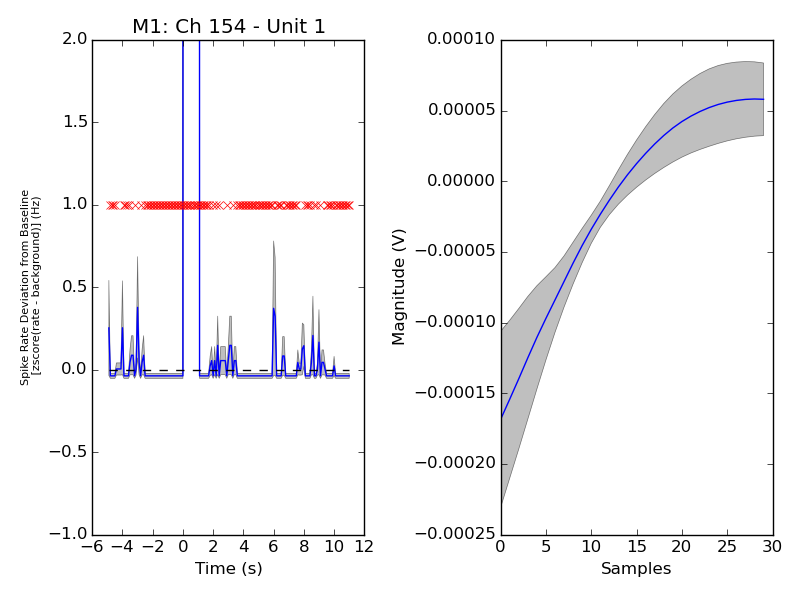 M1: Ch 154 - Unit 1
2.0
1.5
1.0
0.5
0.0
−0.5
−1.0
−6 −4 −2 0 2 4 6 8 10 12
Time (s)
Spike Rate Deviation from Baseline
[zscore(rate - background)] (Hz)
0.00010
0.00005
0.00000
−0.00005
−0.00010
−0.00015
−0.00020
−0.00025
0 5 10 15 20 25 30
Samples
Magnitude (V)